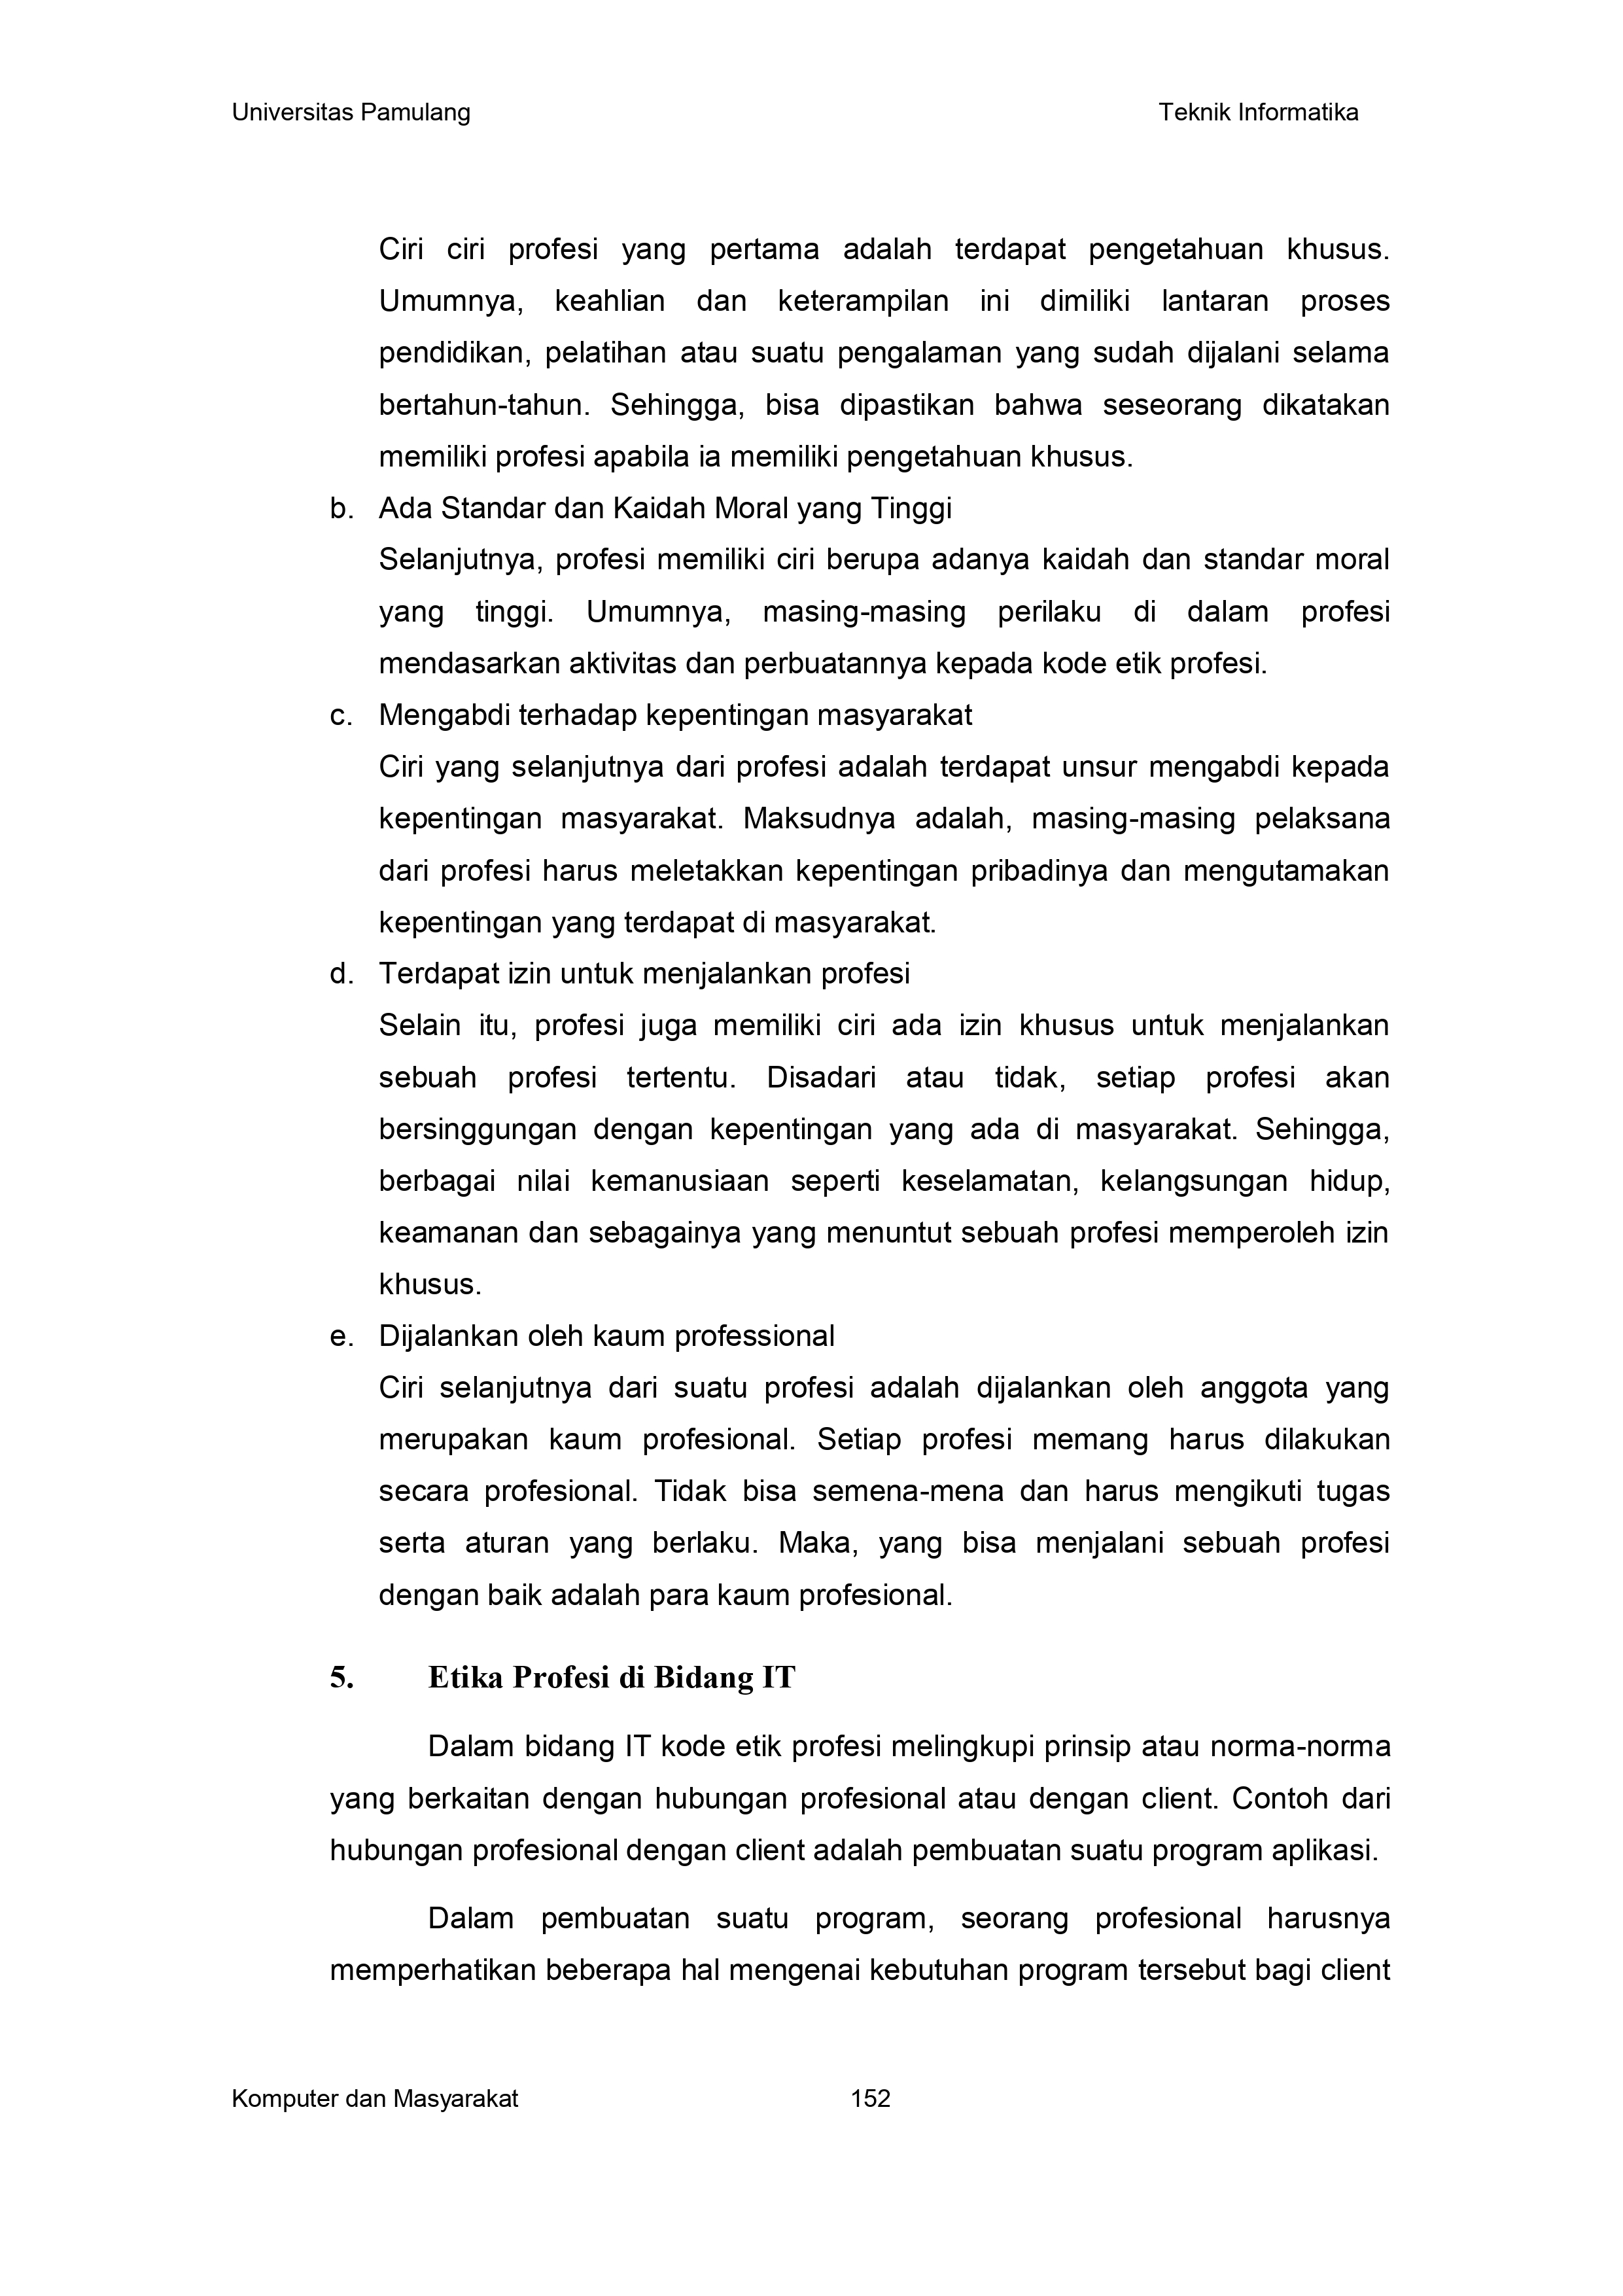 Universitas Pamulang Teknik Informatika
Ciri ciri profesi yang pertama adalah terdapat pengetahuan khusus.
Umumnya, keahlian dan keterampilan ini dimiliki lantaran proses
pendidikan, pelatihan atau suatu pengalaman yang sudah dijalani selama
bertahun-tahun. Sehingga, bisa dipastikan bahwa seseorang dikatakan
memiliki profesi apabila ia memiliki pengetahuan khusus.
b. Ada Standar dan Kaidah Moral yang Tinggi
Selanjutnya, profesi memiliki ciri berupa adanya kaidah dan standar moral
yang tinggi. Umumnya, masing-masing perilaku di dalam profesi
mendasarkan aktivitas dan perbuatannya kepada kode etik profesi.
c. Mengabdi terhadap kepentingan masyarakat
Ciri yang selanjutnya dari profesi adalah terdapat unsur mengabdi kepada
kepentingan masyarakat. Maksudnya adalah, masing-masing pelaksana
dari profesi harus meletakkan kepentingan pribadinya dan mengutamakan
kepentingan yang terdapat di masyarakat.
d. Terdapat izin untuk menjalankan profesi
Selain itu, profesi juga memiliki ciri ada izin khusus untuk menjalankan
sebuah profesi tertentu. Disadari atau tidak, setiap profesi akan
bersinggungan dengan kepentingan yang ada di masyarakat. Sehingga,
berbagai nilai kemanusiaan seperti keselamatan, kelangsungan hidup,
keamanan dan sebagainya yang menuntut sebuah profesi memperoleh izin
khusus.
e. Dijalankan oleh kaum professional
Ciri selanjutnya dari suatu profesi adalah dijalankan oleh anggota yang
merupakan kaum profesional. Setiap profesi memang harus dilakukan
secara profesional. Tidak bisa semena-mena dan harus mengikuti tugas
serta aturan yang berlaku. Maka, yang bisa menjalani sebuah profesi
dengan baik adalah para kaum profesional.
5. Etika Profesi di Bidang IT
Dalam bidang IT kode etik profesi melingkupi prinsip atau norma-norma
yang berkaitan dengan hubungan profesional atau dengan client. Contoh dari
hubungan profesional dengan client adalah pembuatan suatu program aplikasi.
Dalam pembuatan suatu program, seorang profesional harusnya
memperhatikan beberapa hal mengenai kebutuhan program tersebut bagi client
Komputer dan Masyarakat 152